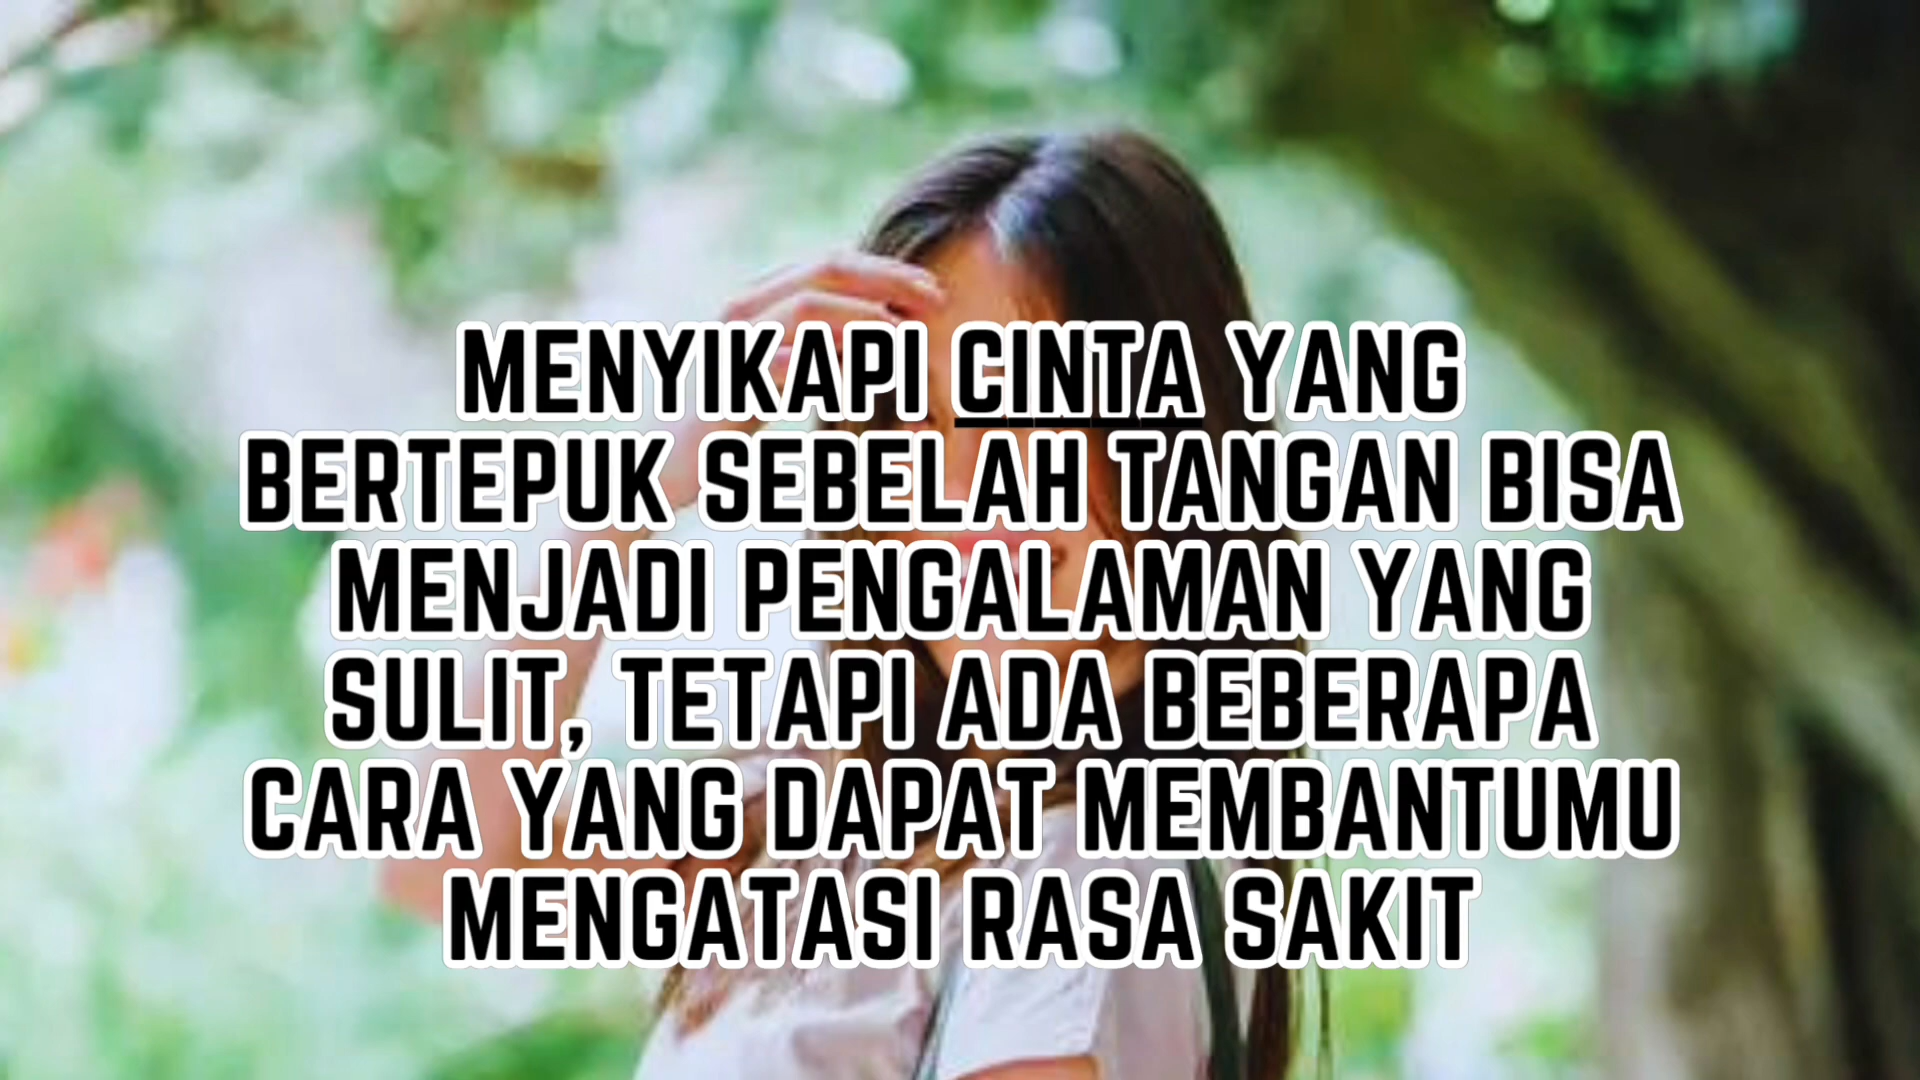 MENYIKAPI CINTA YANG
BERTEPUK SEBELAH TANGAN BISA
MENJADI PENGALAMAN YANG
SULIT, TETAPI ADA BEBERAPA
CARA YANG DAPAT MEMBANTUMU
MENGATASI RASA SAKIT